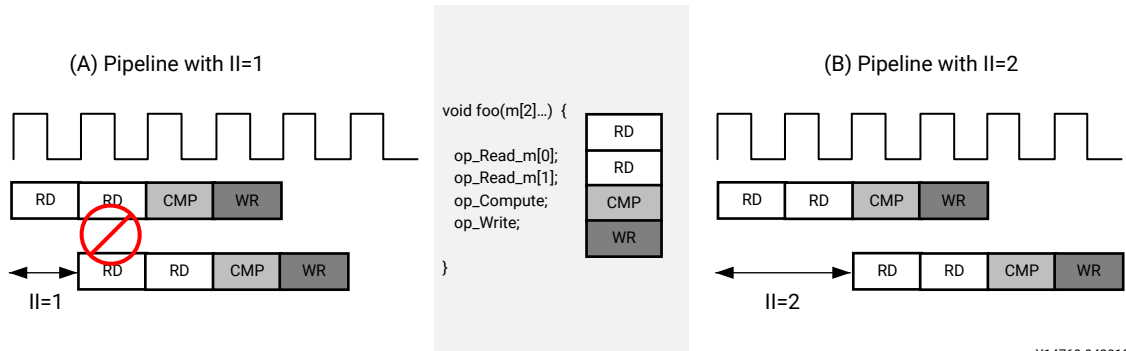 (A) Pipeline with II=1
RD
RD
CMP
WR
RD
RD
CMP
WR
II=1
void foo(m[2]...) {
op_Read_m[0];
op_Read_m[1];
op_Compute;
op_Write;
}
RD
RD
CMP
WR
(B) Pipeline with II=2
RD
RD
CMP
WR
RD
RD
CMP
WR
II=2